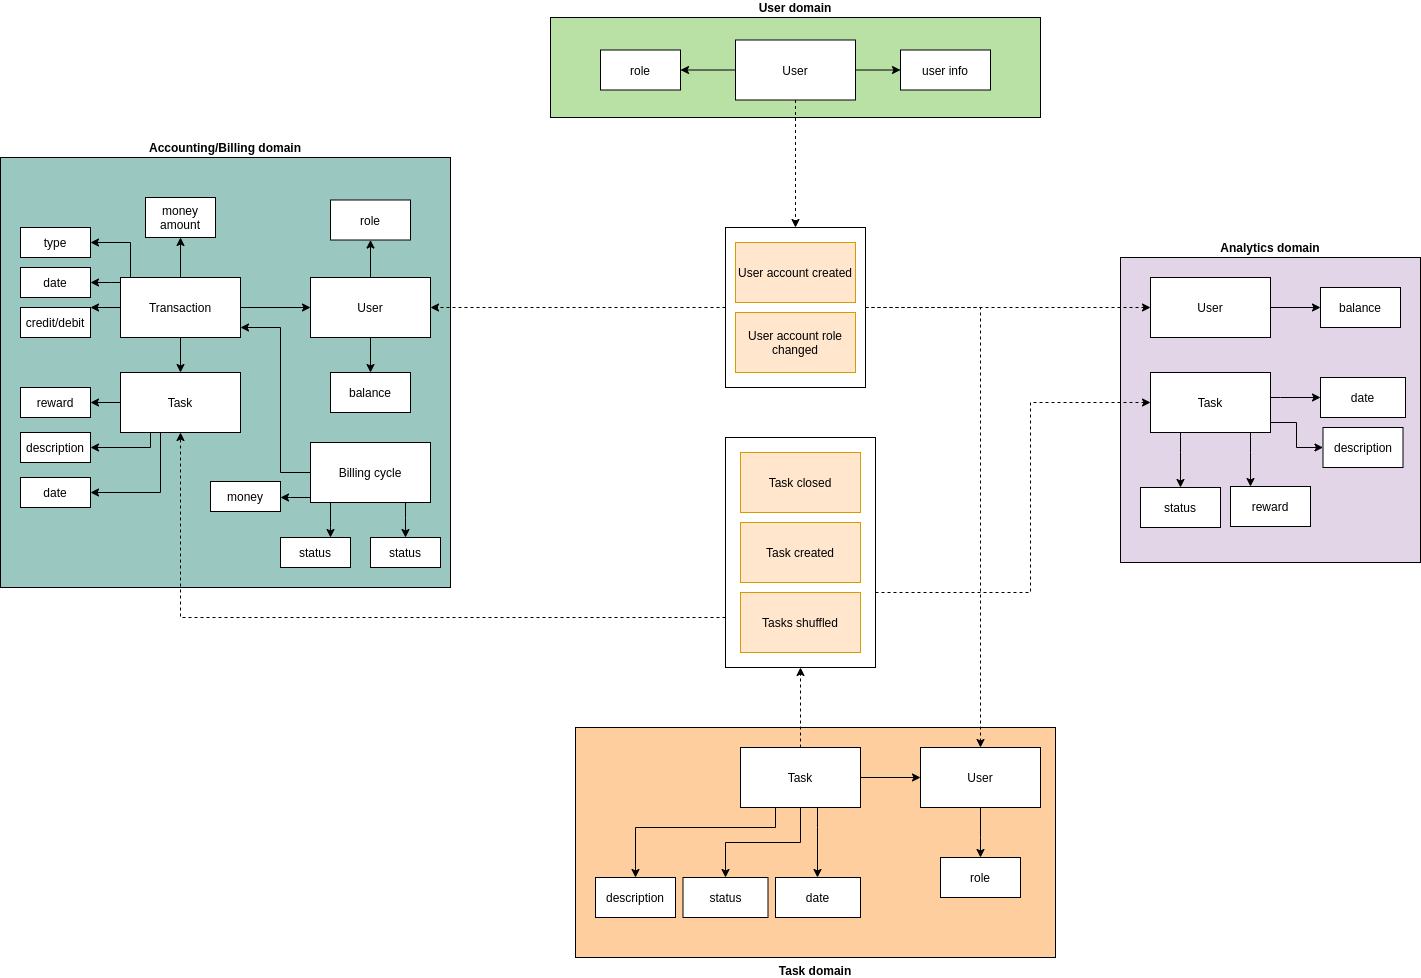 User domain
role
User
user info
Accounting/Billing domain
money
amount
role
type
date
credit/debit
Transaction
User
reward
Task
balance
description
date
Billing cycle
money
status
status
User account created
User account role
changed
Task closed
Task created
Tasks shuffled
Analytics domain
User
balance
Task
date
description
status
reward
Task
User
description
status
date
role
Task domain